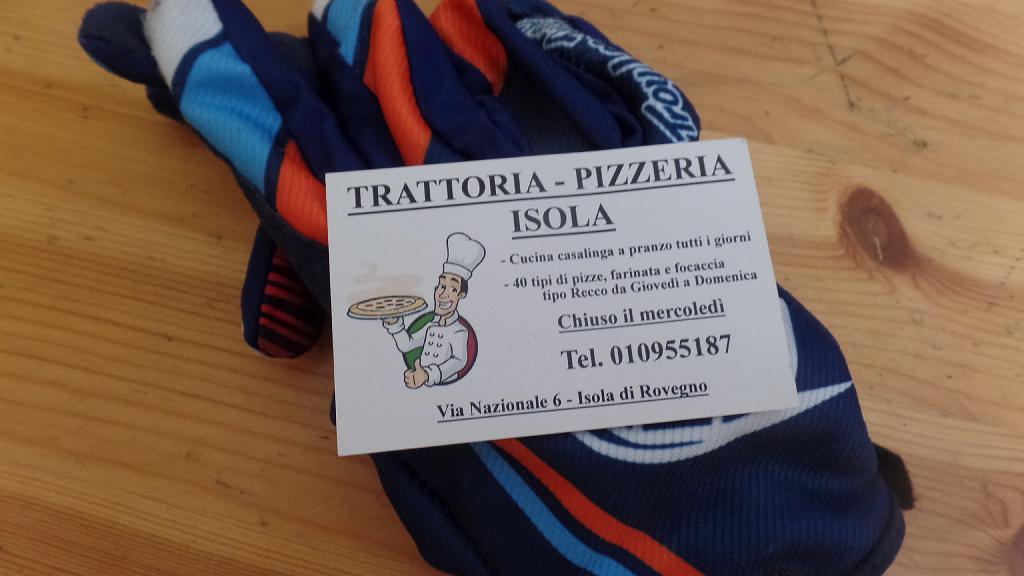 TRATTORIA - PIZZERIA
ISOLA
- Cucina casalinga a pranzo tutti i giorni
- 40 tipi di pizze, farinata e focaccia
tipo Recco da Giovedì a Domenica
Chiuso il mercoledì
Tel. 010955187
Via Nazionale 6 - Isola di Rovegno